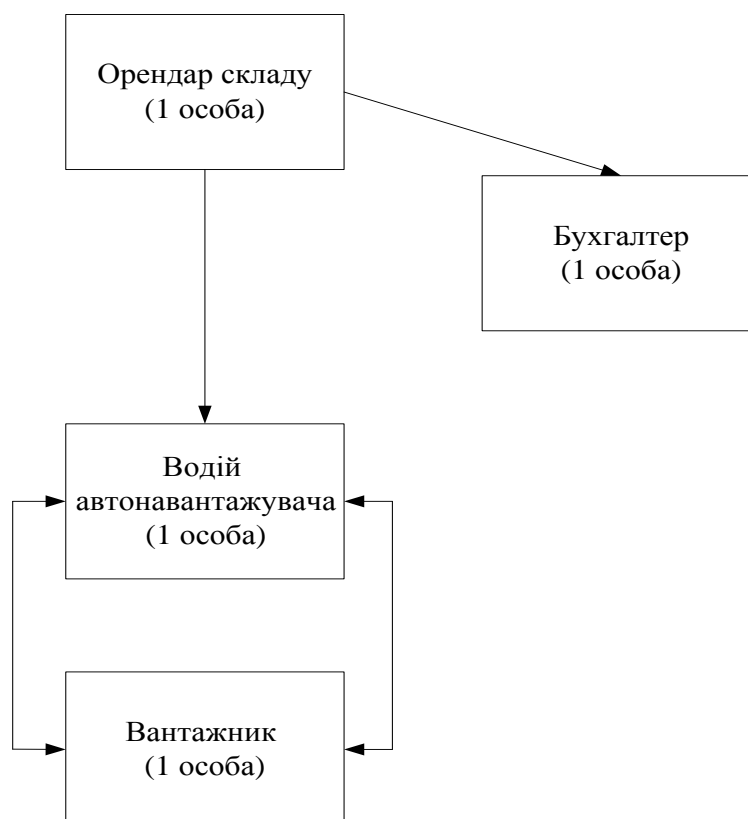 Орендар складу
(1 особа)
Бухгалтер
(1 особа)
Водій
автонавантажувача
(1 особа)
Вантажник
(1 особа)